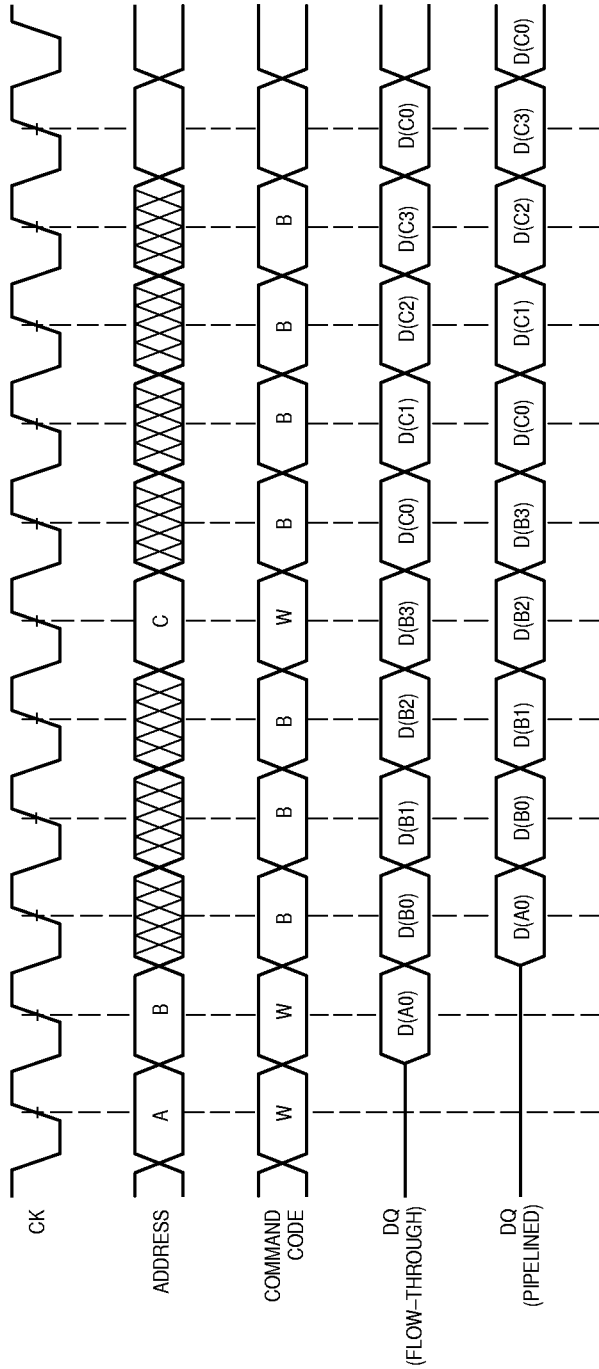 CK
ADDRESS A B C
COMMAND
CODE W W B B B W B B B B
DQ
(FLOW–THROUGH) D(A0) D(B0) D(B1) D(B2) D(B3) D(C0) D(C1) D(C2) D(C3) D(C0)
DQ
(PIPELINED) D(A0) D(B0) D(B1) D(B2) D(B3) D(C0) D(C1) D(C2) D(C3) D(C0)